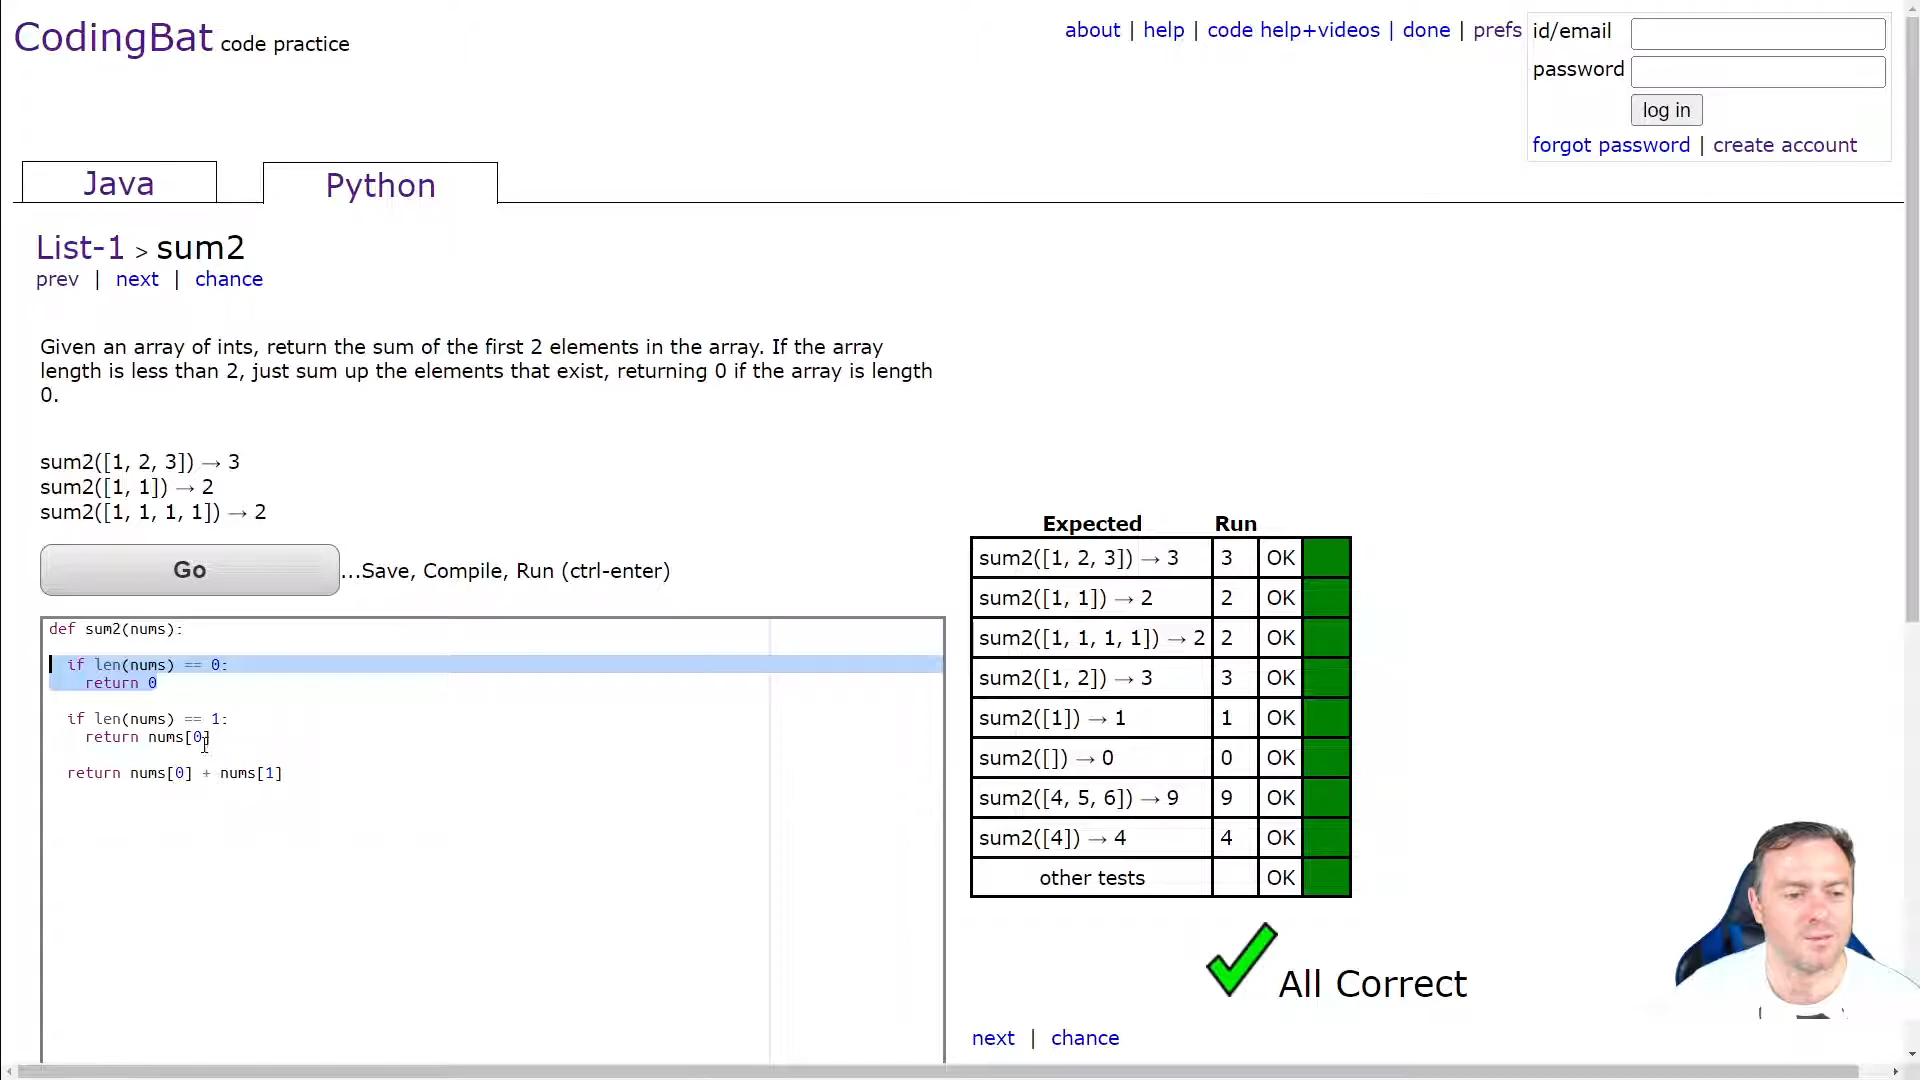 CodingBat code practice
about | help | code help+videos | done | prefs
id/email
password
log in
forgot password | create account
Java
Python
List-1 > sum2
prev | next | chance
Given an array of ints, return the sum of the first 2 elements in the array. If the array
length is less than 2, just sum up the elements that exist, returning 0 if the array is length
0.
sum2([1, 2, 3]) → 3
sum2([1, 1]) → 2
sum2([1, 1, 1, 1]) → 2
Go
...Save, Compile, Run (ctrl-enter)
def sum2(nums):
if len(nums) == 0:
return 0
if len(nums) == 1:
return nums[0]
return nums[0] + nums[1]
Expected Run
sum2([1, 2, 3]) → 3 3 OK
sum2([1, 1]) → 2 2 OK
sum2([1, 1, 1, 1]) → 2 2 OK
sum2([1, 2]) → 3 3 OK
sum2([1]) → 1 1 OK
sum2([]) → 0 0 OK
sum2([4, 5, 6]) → 9 9 OK
sum2([4]) → 4 4 OK
other tests OK
All Correct
next | chance